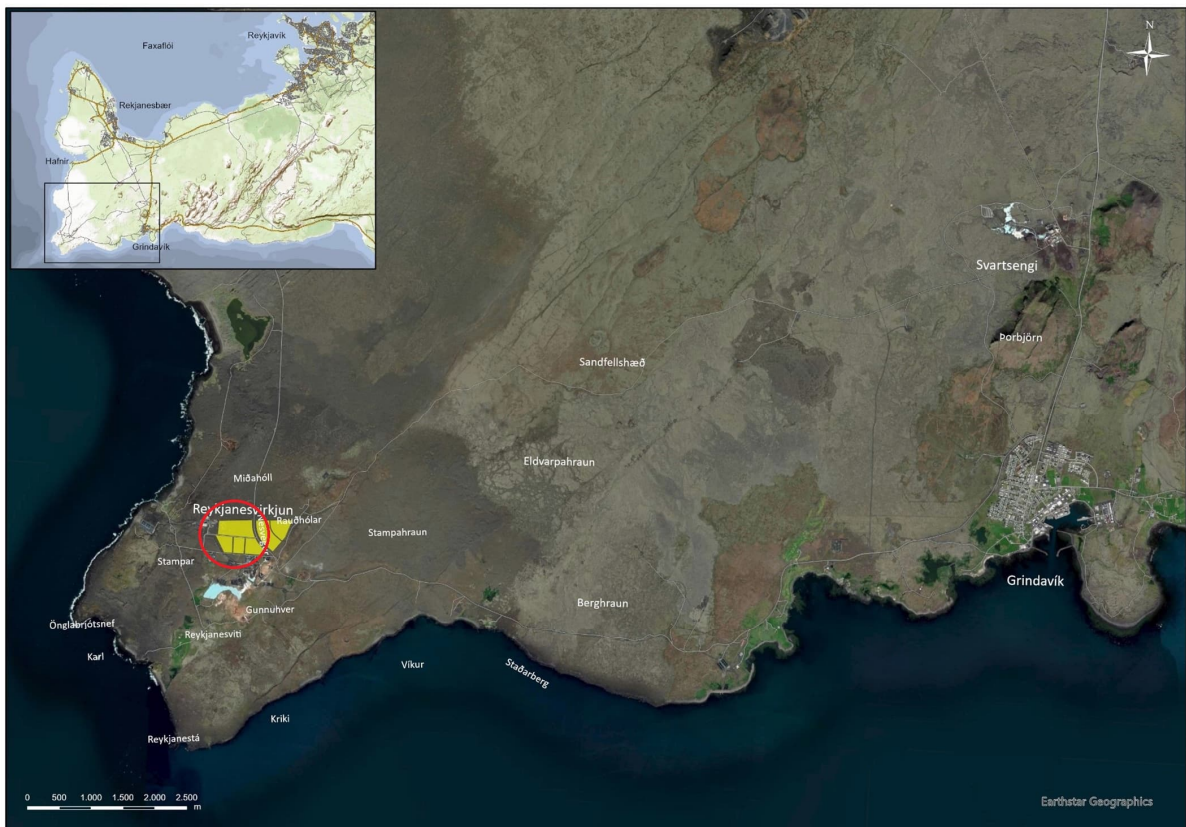 Faxaflói
Reykjavík
Rekjanesbær
Hafnir
Grindavík
N
Svartsengi
Þorbjörn
Sandfellshæð
Eldvarpahraun
Miðahóll
Reykjanesvirkjun
Rauðhólar
Stampahraun
Stampar
Gunnuhver
Berghraun
Grindavík
Önglabrjótsnef
Reykjanesviti
Karl
Víkur
Staðarberg
Kriki
Reykjanestá
0 500 1.000 1.500 2.000 2.500
m
Earthstar Geographics